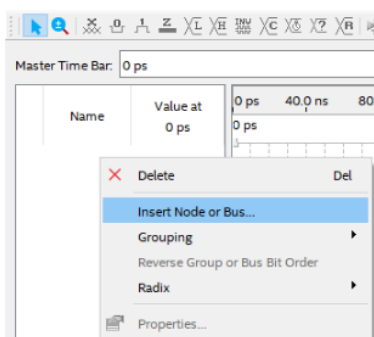 Master Time Bar: 0 ps
Name
Value at
0 ps
0 ps 40.0 ns 80
0 ps
Delete Del
Insert Node or Bus...
Grouping
Reverse Group or Bus Bit Order
Radix
Properties...